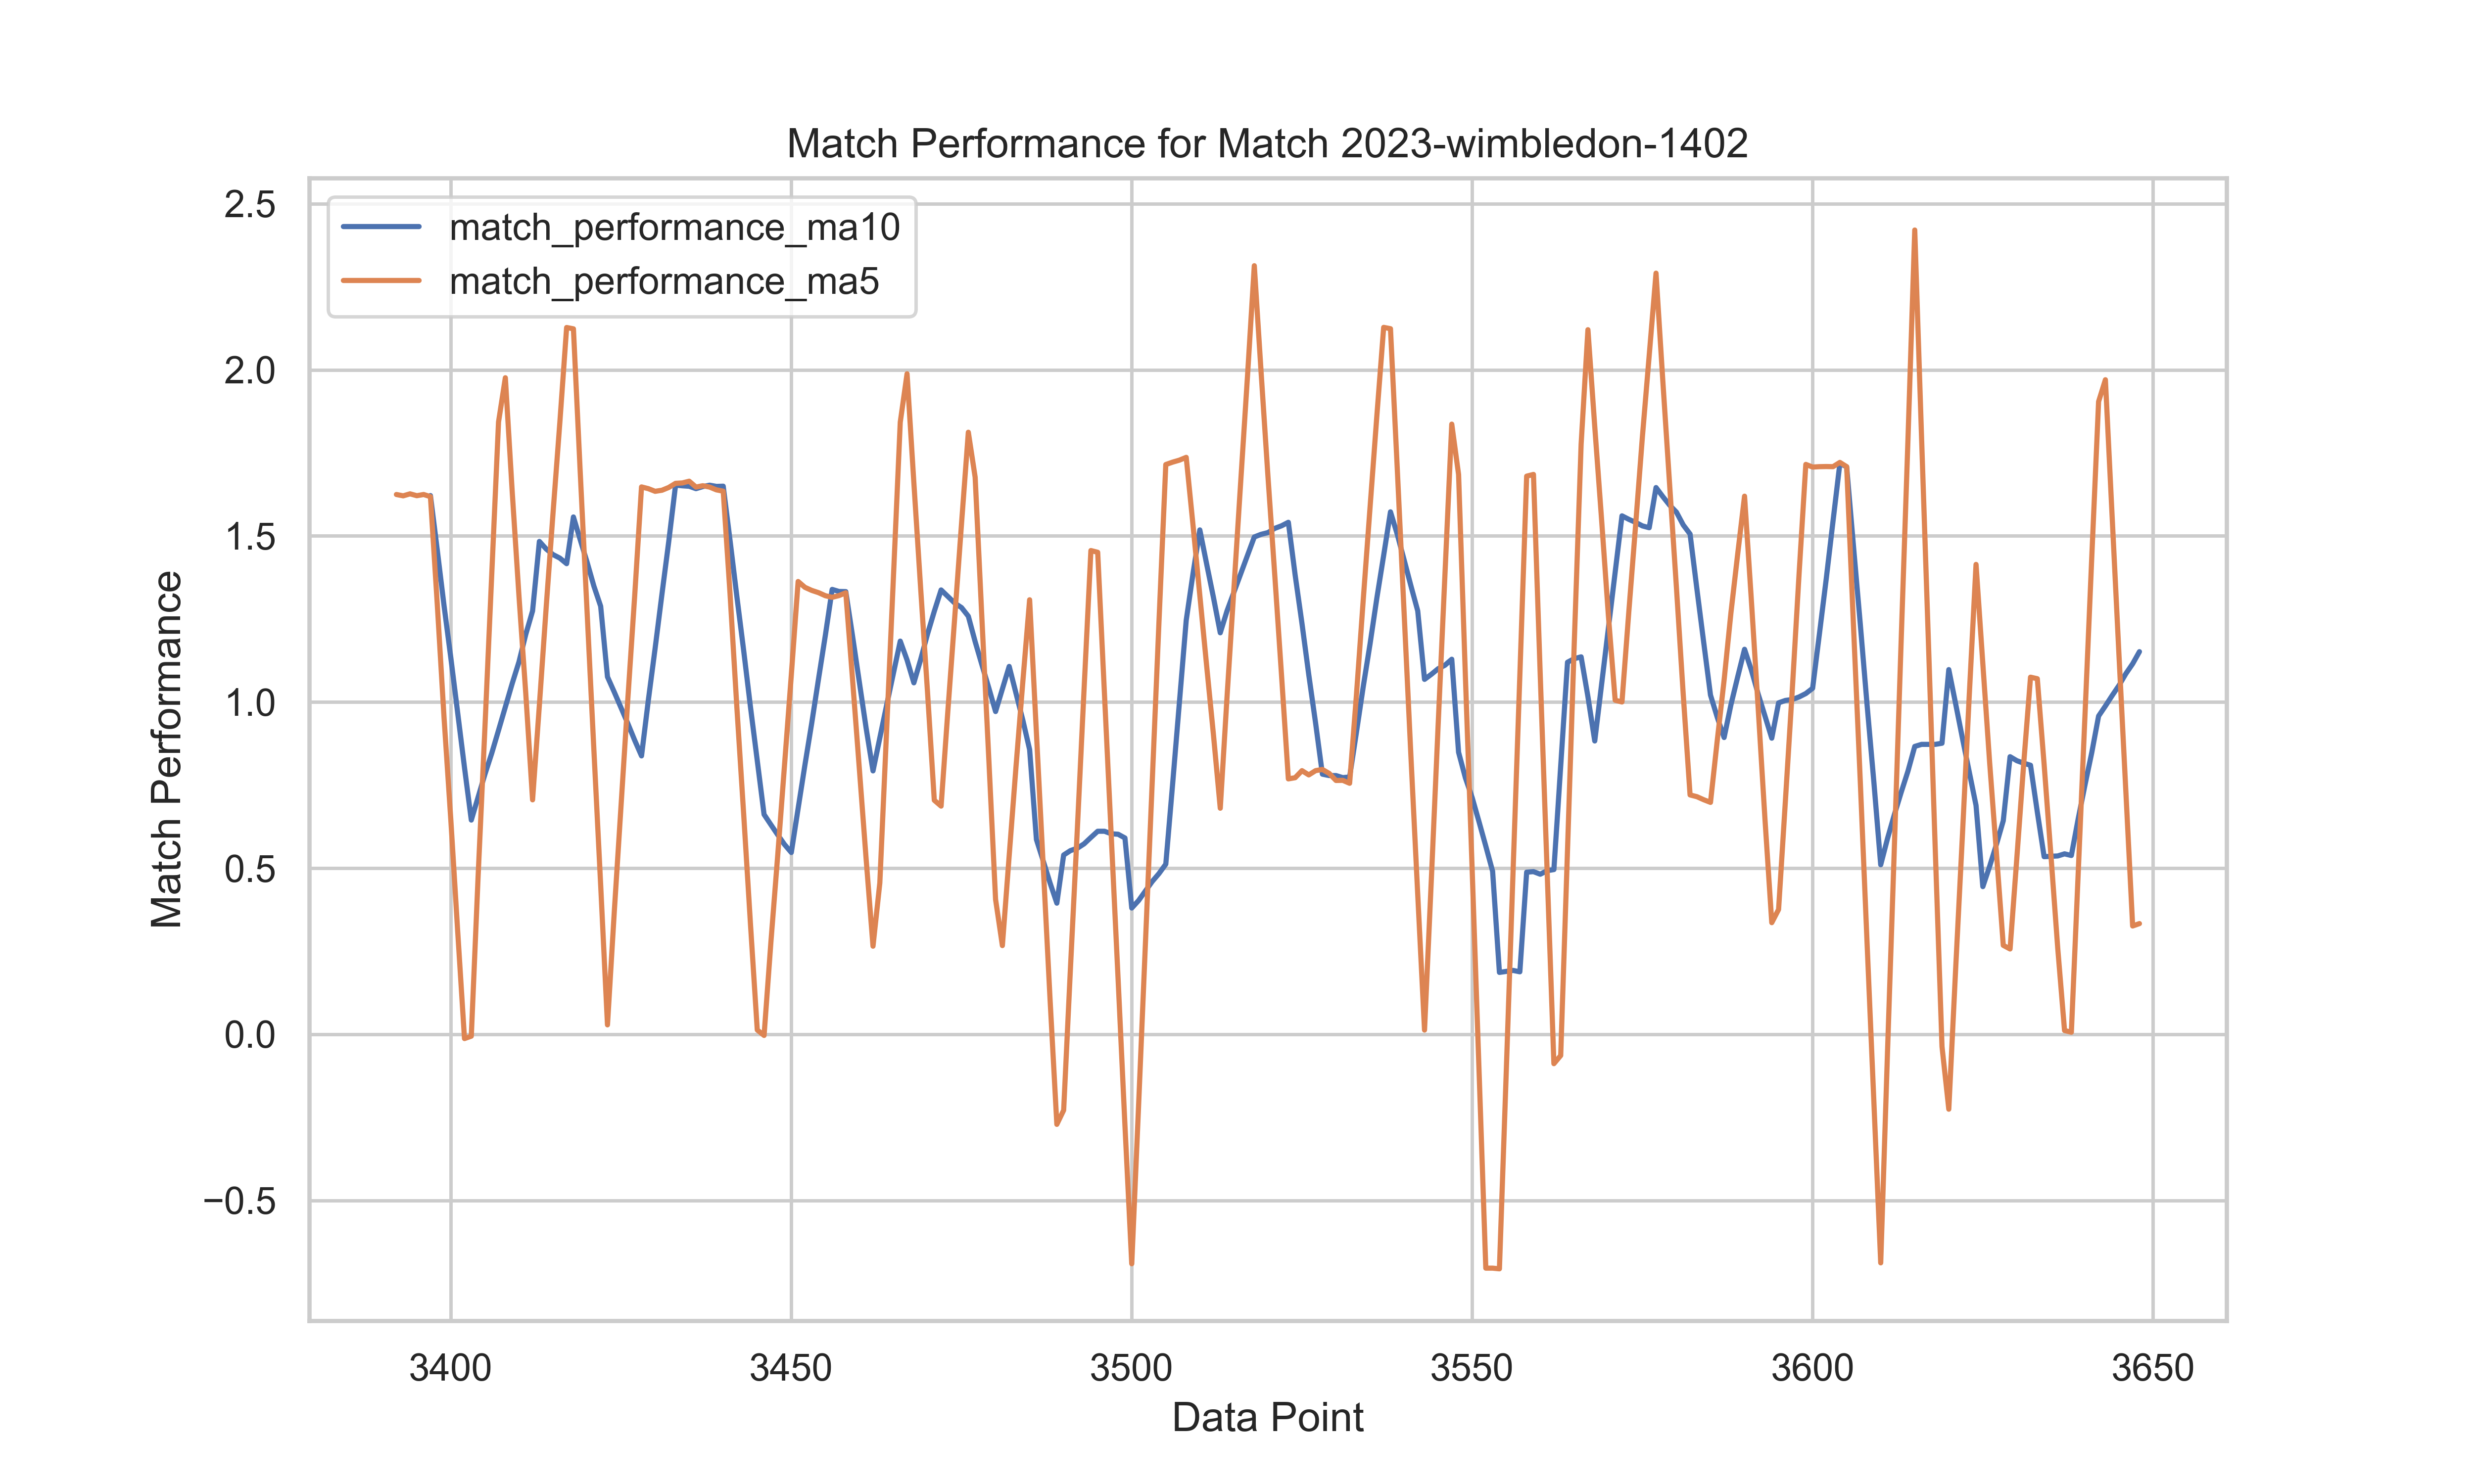 Match Performance for Match 2023-wimbledon-1402
match_performance_ma10
match_performance_ma5
Match Performance
2.5
2.0
1.5
1.0
0.5
0.0
−0.5
3400 3450 3500 3550 3600 3650
Data Point